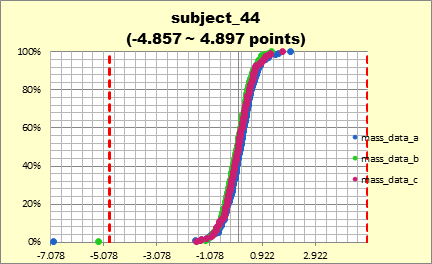 subject_44
(-4.857 ~ 4.897 points)
100%
80%
60%
40%
20%
0%
mass_data_a
mass_data_b
mass_data_c
-7.078 -5.078 -3.078 -1.078 0.922 2.922